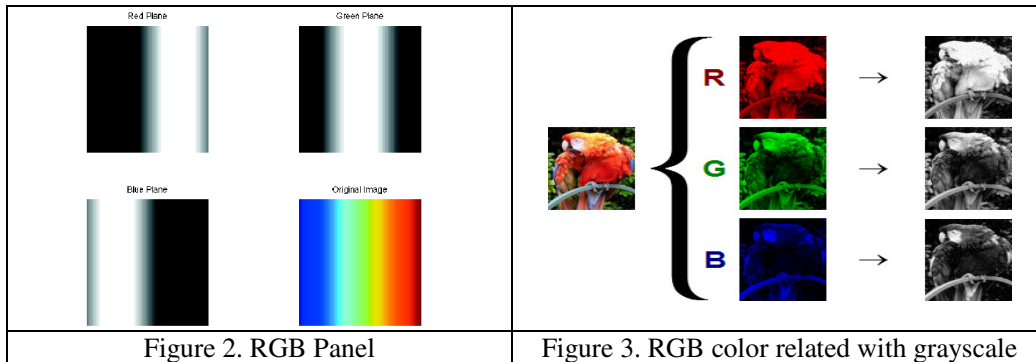 Red Plane
Green Plane
Blue Plane
Original Image
Figure 2. RGB Panel
R
G
B
Figure 3. RGB color related with grayscale